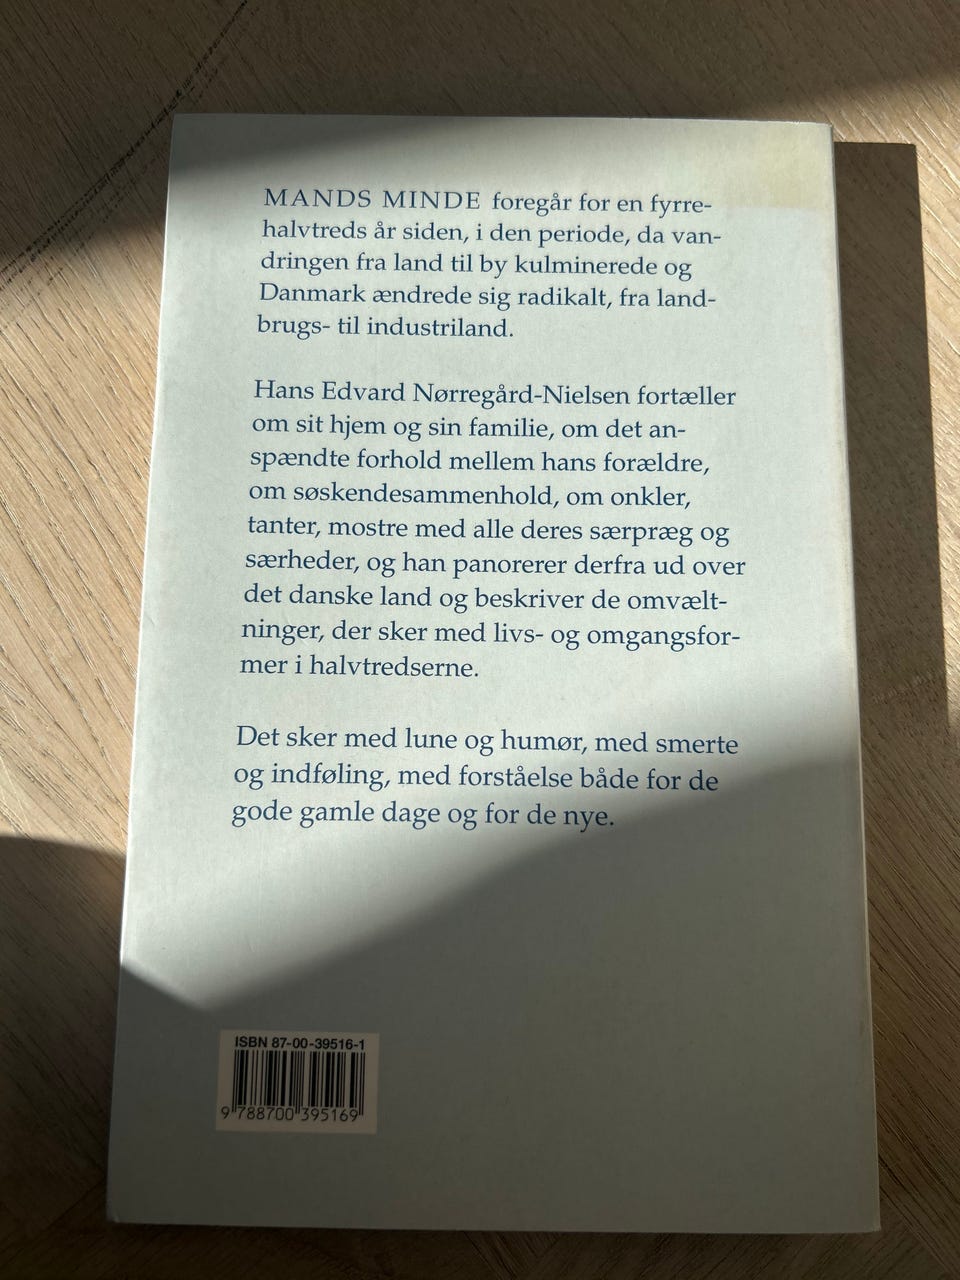 MANDS MINDE foregår for en fyrre-
halvtreds år siden, i den periode, da van-
dringen fra land til by kulminerede og
Danmark ændrede sig radikalt, fra land-
brugs- til industriland.
Hans Edvard Nørregård-Nielsen fortæller
om sit hjem og sin familie, om det an-
spændte forhold mellem hans forældre,
om søskendesammenhold, om onkler,
tanter, mostre med alle deres særpræg og
særheder, og han panorerer derfra ud over
det danske land og beskriver de omvælt-
ninger, der sker med livs- og omgangsfor-
mer i halvtredserne.
Det sker med lune og humør, med smerte
og indføling, med forståelse både for de
gode gamle dage og for de nye.
ISBN 87-00-39516-1
9 788700 395169